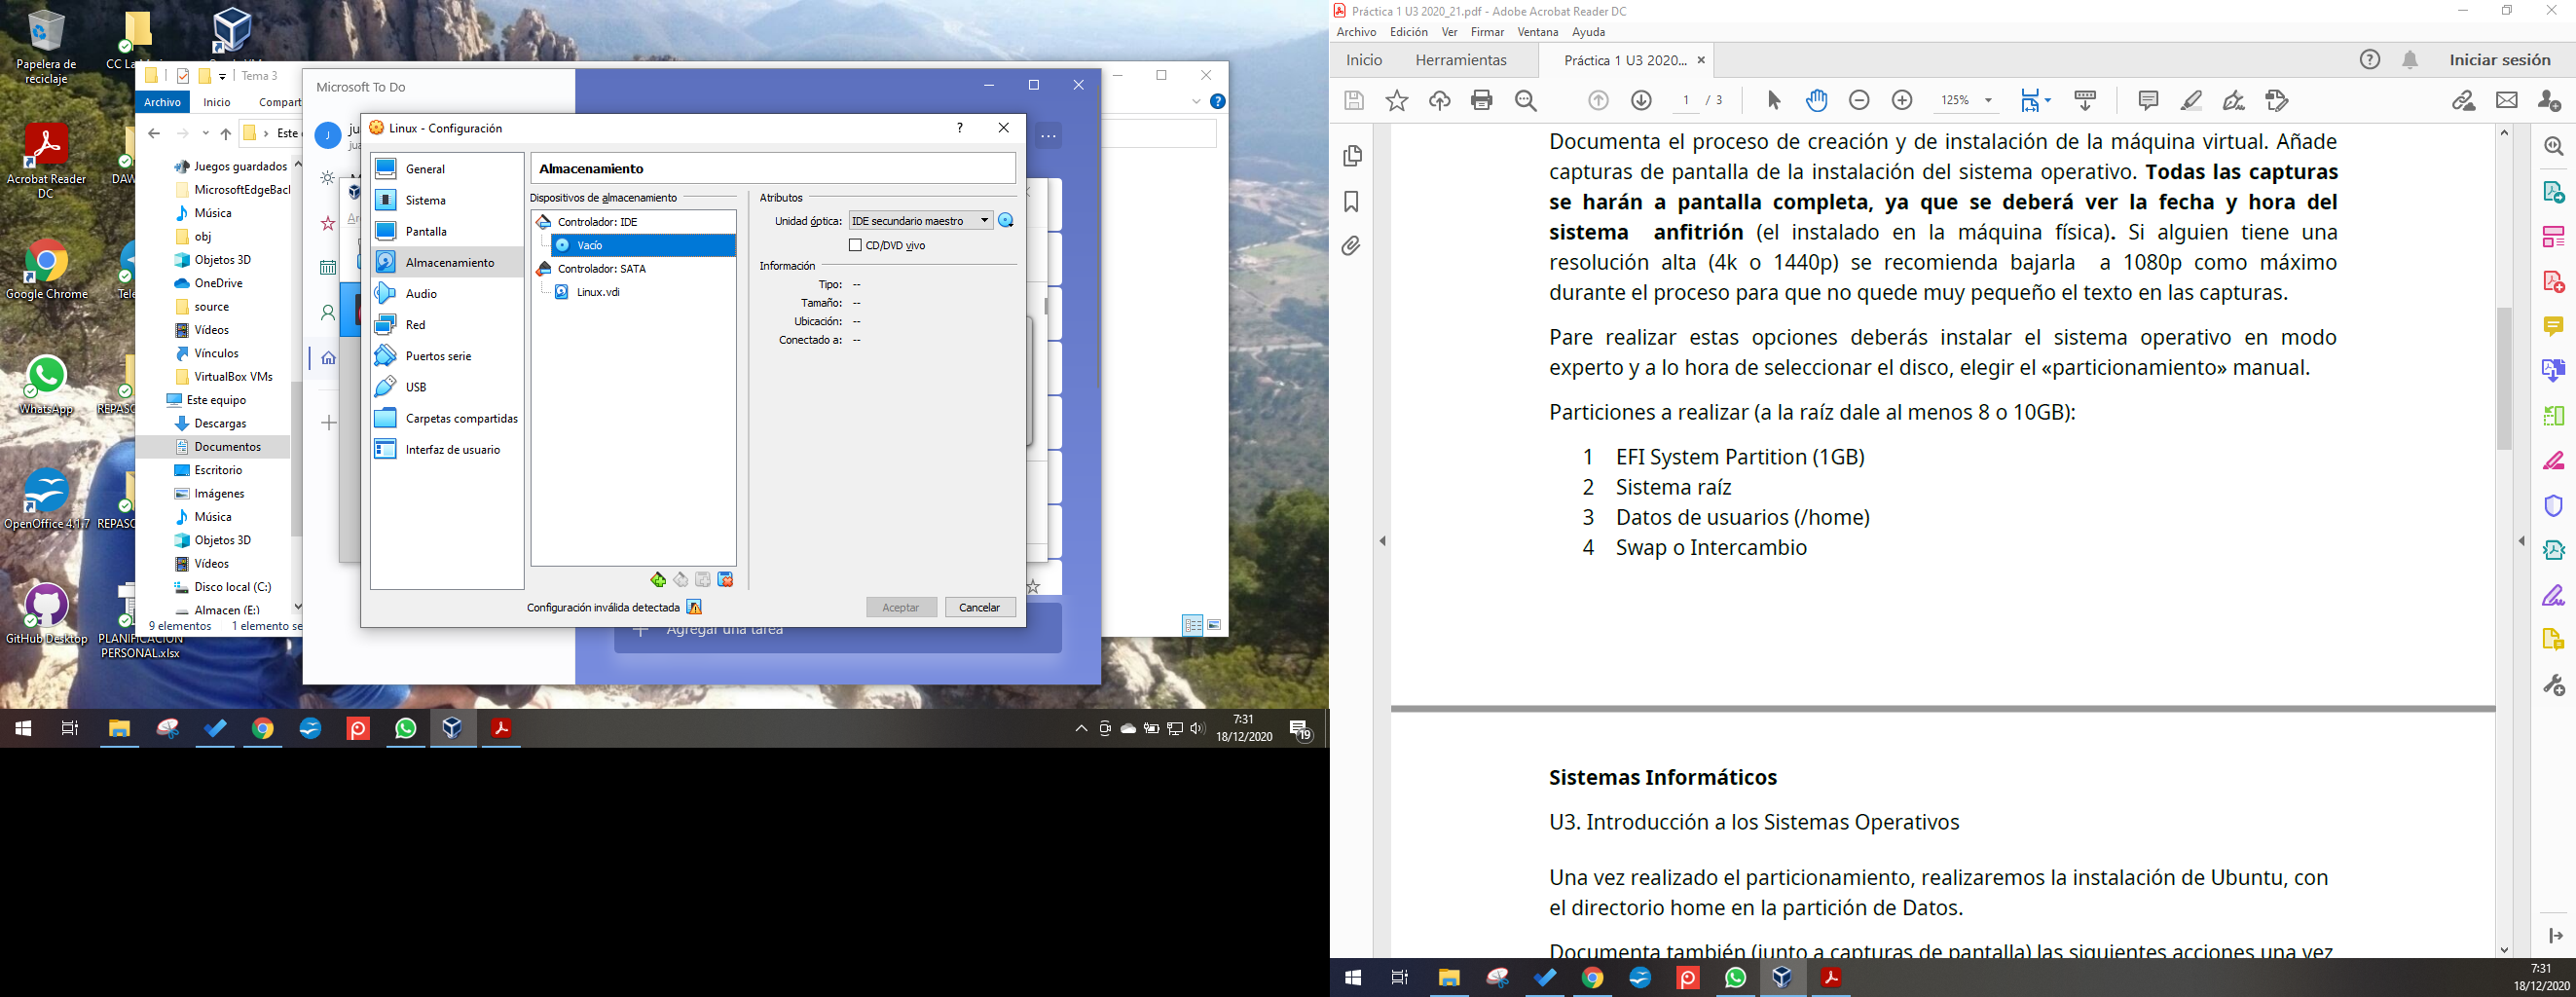 Papelera de
reciclaje
CC La
Acrobat Reader
DC
DAW
Google Chrome
Tele
WhatsApp
REPASO
OpenOffice 4.1.7
REPASO
GitHub Desktop
PLANIFICACION
PERSONAL.xlsx
Tema 3
Archivo
Inicio
Compart
Este
Juegos guardados
MicrosoftEdgeBacl
Música
obj
Objetos 3D
OneDrive
source
Vídeos
Vínculos
VirtualBox VMs
Este equipo
Descargas
Documentos
Escritorio
Imágenes
Música
Objetos 3D
Vídeos
Disco local (C:)
Almacen (E:)
9 elementos
1 elemento se
Microsoft To Do
J
ju
jua
Linux - Configuración
?
General
Sistema
Pantalla
Almacenamiento
Audio
Red
Puertos serie
USB
Carpetas compartidas
Interfaz de usuario
Almacenamiento
Dispositivos de almacenamiento
Controlador: IDE
Vacío
Controlador: SATA
Linux.vdi
Atributos
Unidad óptica: IDE secundario maestro
CD/DVD vivo
Información
Tipo: --
Tamaño: --
Ubicación: --
Conectado a: --
Configuración inválida detectada
Aceptar
Cancelar
Agregar una tarea
7:31
18/12/2020
19
Práctica 1 U3 2020_21.pdf - Adobe Acrobat Reader DC
Archivo Edición Ver Firmar Ventana Ayuda
Inicio
Herramientas
Práctica 1 U3 2020... ×
Iniciar sesión
1 / 3
125%
Documenta el proceso de creación y de instalación de la máquina virtual. Añade
capturas de pantalla de la instalación del sistema operativo. Todas las capturas
se harán a pantalla completa, ya que se deberá ver la fecha y hora del
sistema anfitrión (el instalado en la máquina física). Si alguien tiene una
resolución alta (4k o 1440p) se recomienda bajarla a 1080p como máximo
durante el proceso para que no quede muy pequeño el texto en las capturas.
Pare realizar estas opciones deberás instalar el sistema operativo en modo
experto y a lo hora de seleccionar el disco, elegir el «particionamiento» manual.
Particiones a realizar (a la raíz dale al menos 8 o 10GB):
1 EFI System Partition (1GB)
2 Sistema raíz
3 Datos de usuarios (/home)
4 Swap o Intercambio
Sistemas Informáticos
U3. Introducción a los Sistemas Operativos
Una vez realizado el particionamiento, realizaremos la instalación de Ubuntu, con
el directorio home en la partición de Datos.
Documenta también (junto a capturas de pantalla) las siguientes acciones una vez
7:31
18/12/2020